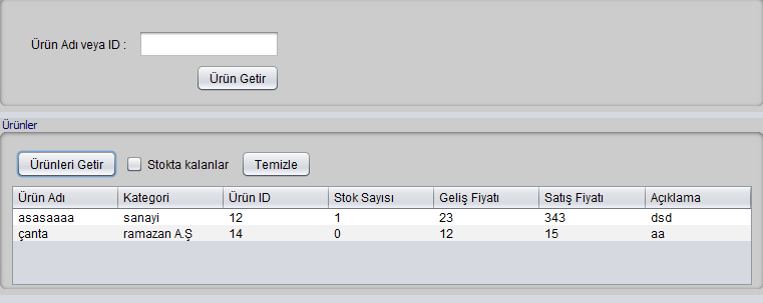 Ürün Adı veya ID :
Ürün Getir
Ürünler
Ürünleri Getir Stokta kalanlar Temizle
Ürün Adı Kategori Ürün ID Stok Sayısı Geliş Fiyatı Satış Fiyatı Açıklama
asasaaaa sanayi 12 1 23 343 dsd
çanta ramazan A.Ş 14 0 12 15 aa